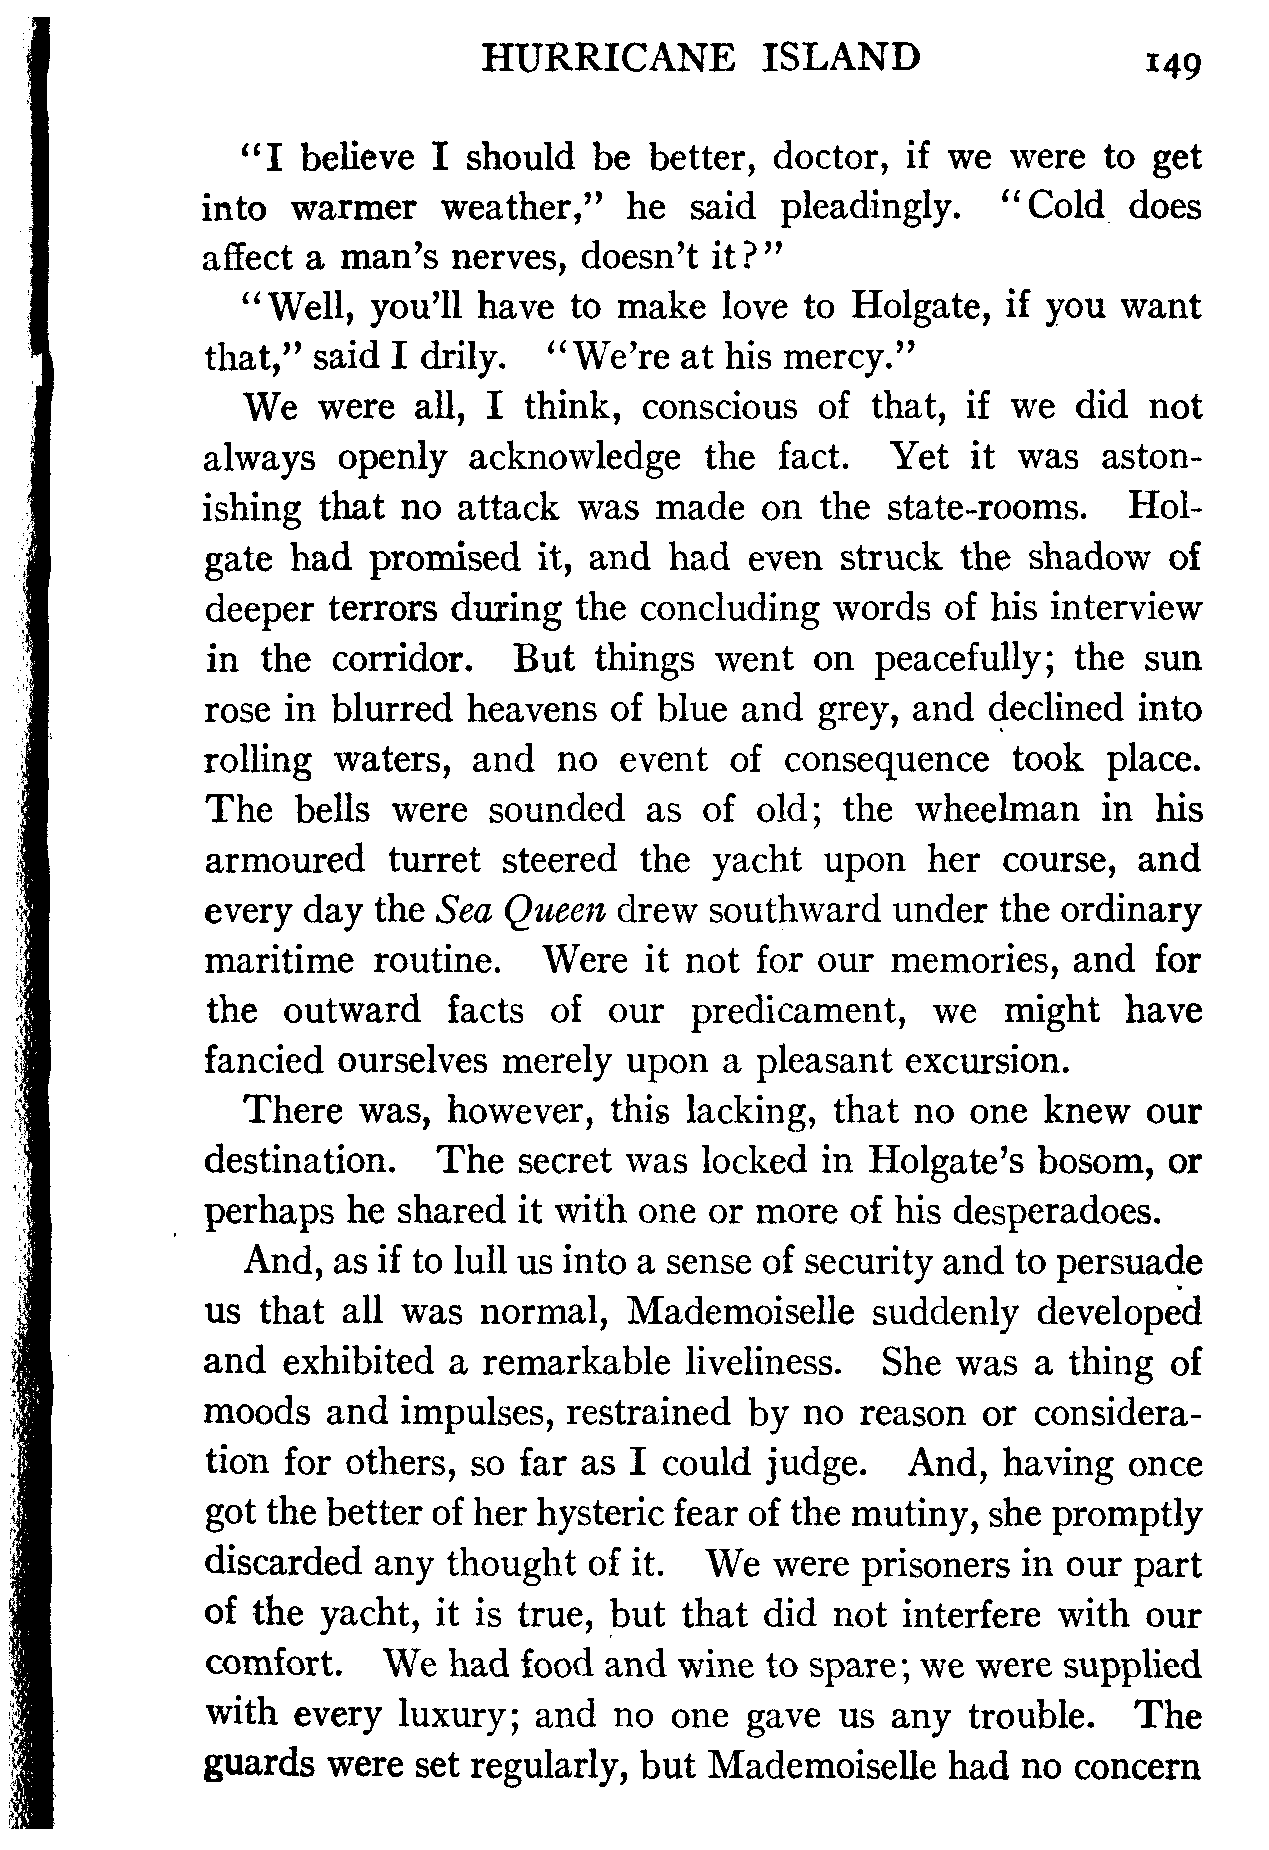 HURRICANE ISLAND 149
"I believe I should be better, doctor, if we were to get
into warmer weather," he said pleadingly. "Cold does
affect a man's nerves, doesn't it?"
"Well, you'll have to make love to Holgate, if you want
that," said I drily. "We're at his mercy."
We were all, I think, conscious of that, if we did not
always openly acknowledge the fact. Yet it was aston-
ishing that no attack was made on the state-rooms. Hol-
gate had promised it, and had even struck the shadow of
deeper terrors during the concluding words of his interview
in the corridor. But things went on peacefully; the sun
rose in blurred heavens of blue and grey, and declined into
rolling waters, and no event of consequence took place.
The bells were sounded as of old; the wheelman in his
armoured turret steered the yacht upon her course, and
every day the Sea Queen drew southward under the ordinary
maritime routine. Were it not for our memories, and for
the outward facts of our predicament, we might have
fancied ourselves merely upon a pleasant excursion.
There was, however, this lacking, that no one knew our
destination. The secret was locked in Holgate's bosom, or
perhaps he shared it with one or more of his desperadoes.
And, as if to lull us into a sense of security and to persuade
us that all was normal, Mademoiselle suddenly developed
and exhibited a remarkable liveliness. She was a thing of
moods and impulses, restrained by no reason or considera-
tion for others, so far as I could judge. And, having once
got the better of her hysteric fear of the mutiny, she promptly
discarded any thought of it. We were prisoners in our part
of the yacht, it is true, but that did not interfere with our
comfort. We had food and wine to spare; we were supplied
with every luxury; and no one gave us any trouble. The
guards were set regularly, but Mademoiselle had no concern